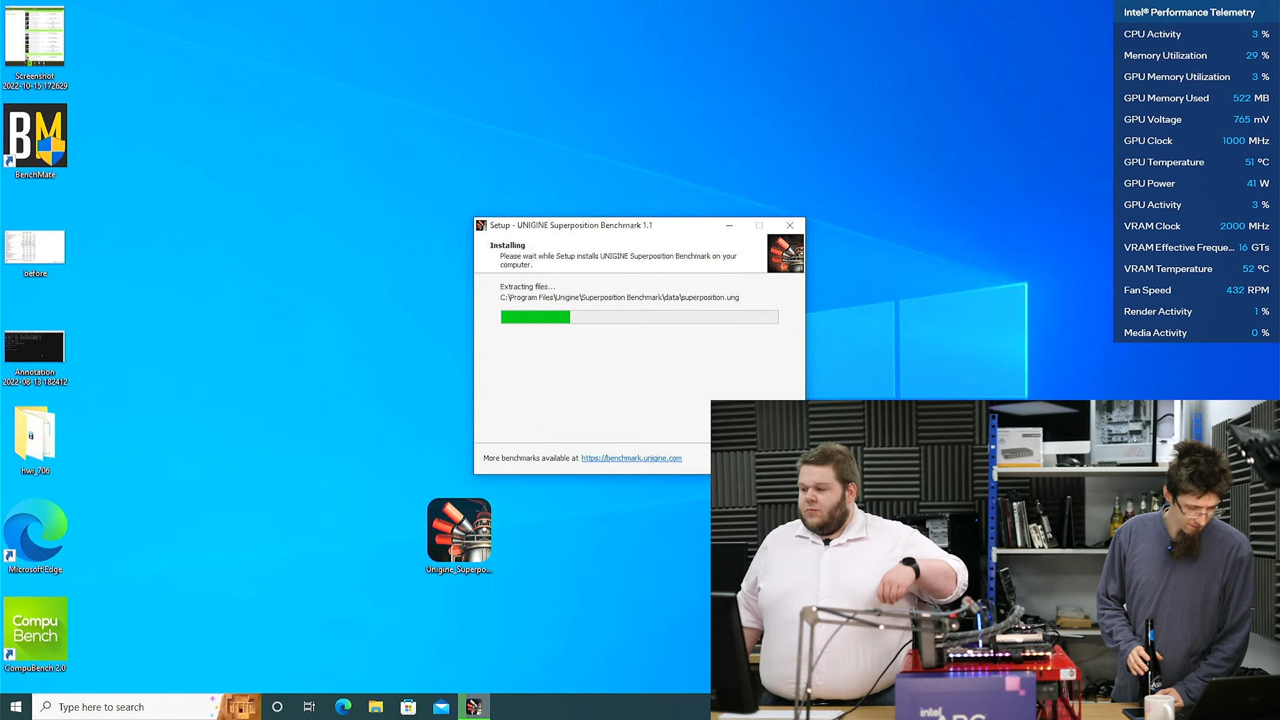 Screenshot
2022-10-15 172629
BM
BenchMate
before
Annotation
2022-08-13 182412
hwi_706
Microsoft Edge
Compu
Bench
CompuBench 2.0
Setup - UNIGINE Superposition Benchmark 1.1
Installing
Please wait while Setup installs UNIGINE Superposition Benchmark on your
computer.
Extracting files...
C:\Program Files\Unigine\Superposition Benchmark\data\superposition.ung
More benchmarks available at https://benchmark.unigine.com
Unigine_Superpo...
Intel® Performance Telemetry
CPU Activity 3 %
Memory Utilization 29 %
GPU Memory Utilization 3 %
GPU Memory Used 522 MB
GPU Voltage 765 mV
GPU Clock 1000 MHz
GPU Temperature 51 ºC
GPU Power 41 W
GPU Activity 3 %
VRAM Clock 2000 MHz
VRAM Effective Freque... 16 GTs
VRAM Temperature 52 ºC
Fan Speed 432 RPM
Render Activity 1 %
Media Activity 0 %
intel
ARC
Type here to search